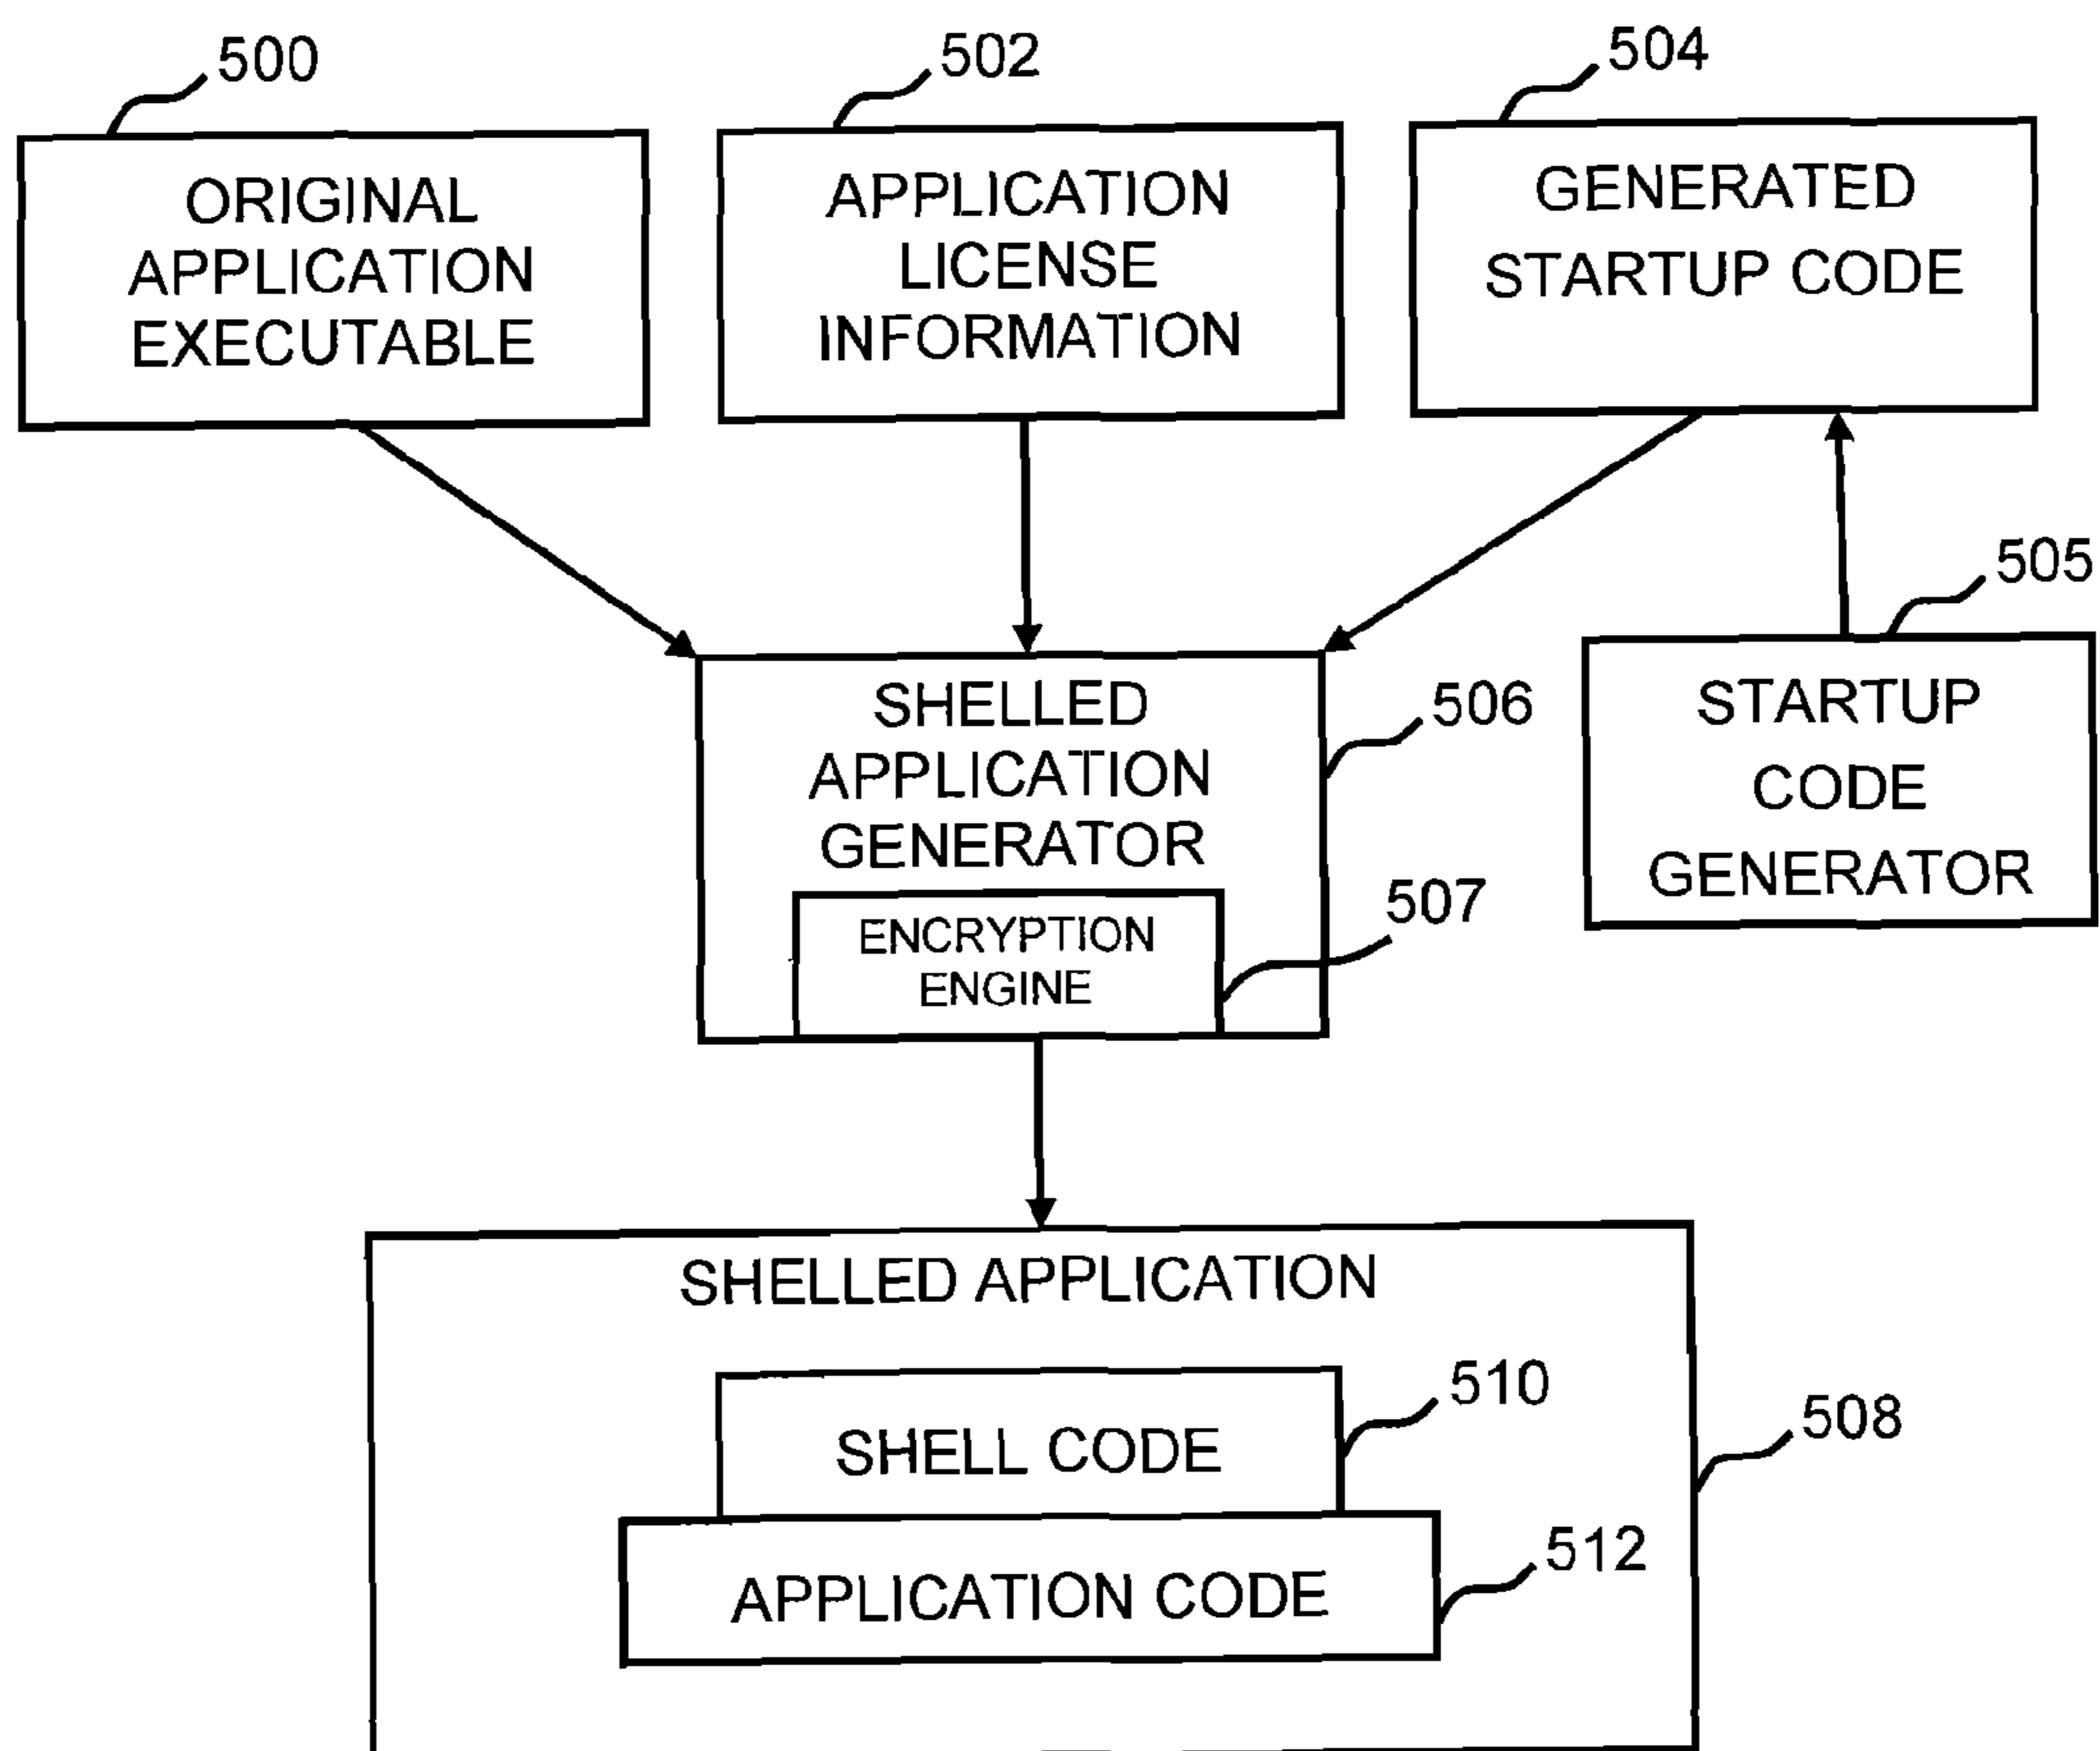 500
502
504
ORIGINAL
APPLICATION
EXECUTABLE
APPLICATION
LICENSE
INFORMATION
GENERATED
STARTUP CODE
505
SHELLED
APPLICATION
GENERATOR
506
STARTUP
CODE
GENERATOR
ENCRYPTION
ENGINE
507
SHELLED APPLICATION
SHELL CODE
510
508
APPLICATION CODE
512